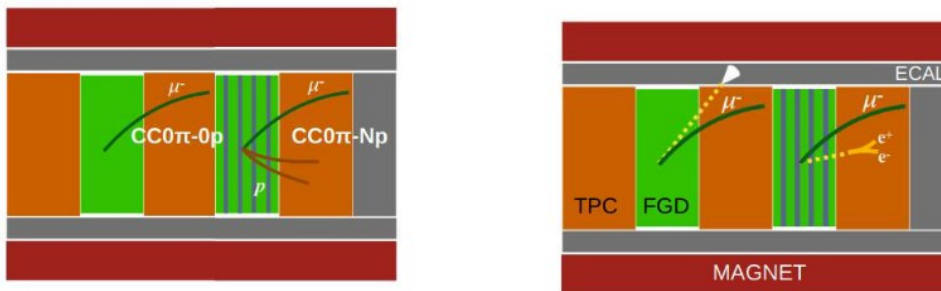 μ⁻
μ⁻
CC0π-0p
CC0π-Np
p
ECAL
μ⁻
μ⁻
e⁺
e⁻
TPC
FGD
MAGNET